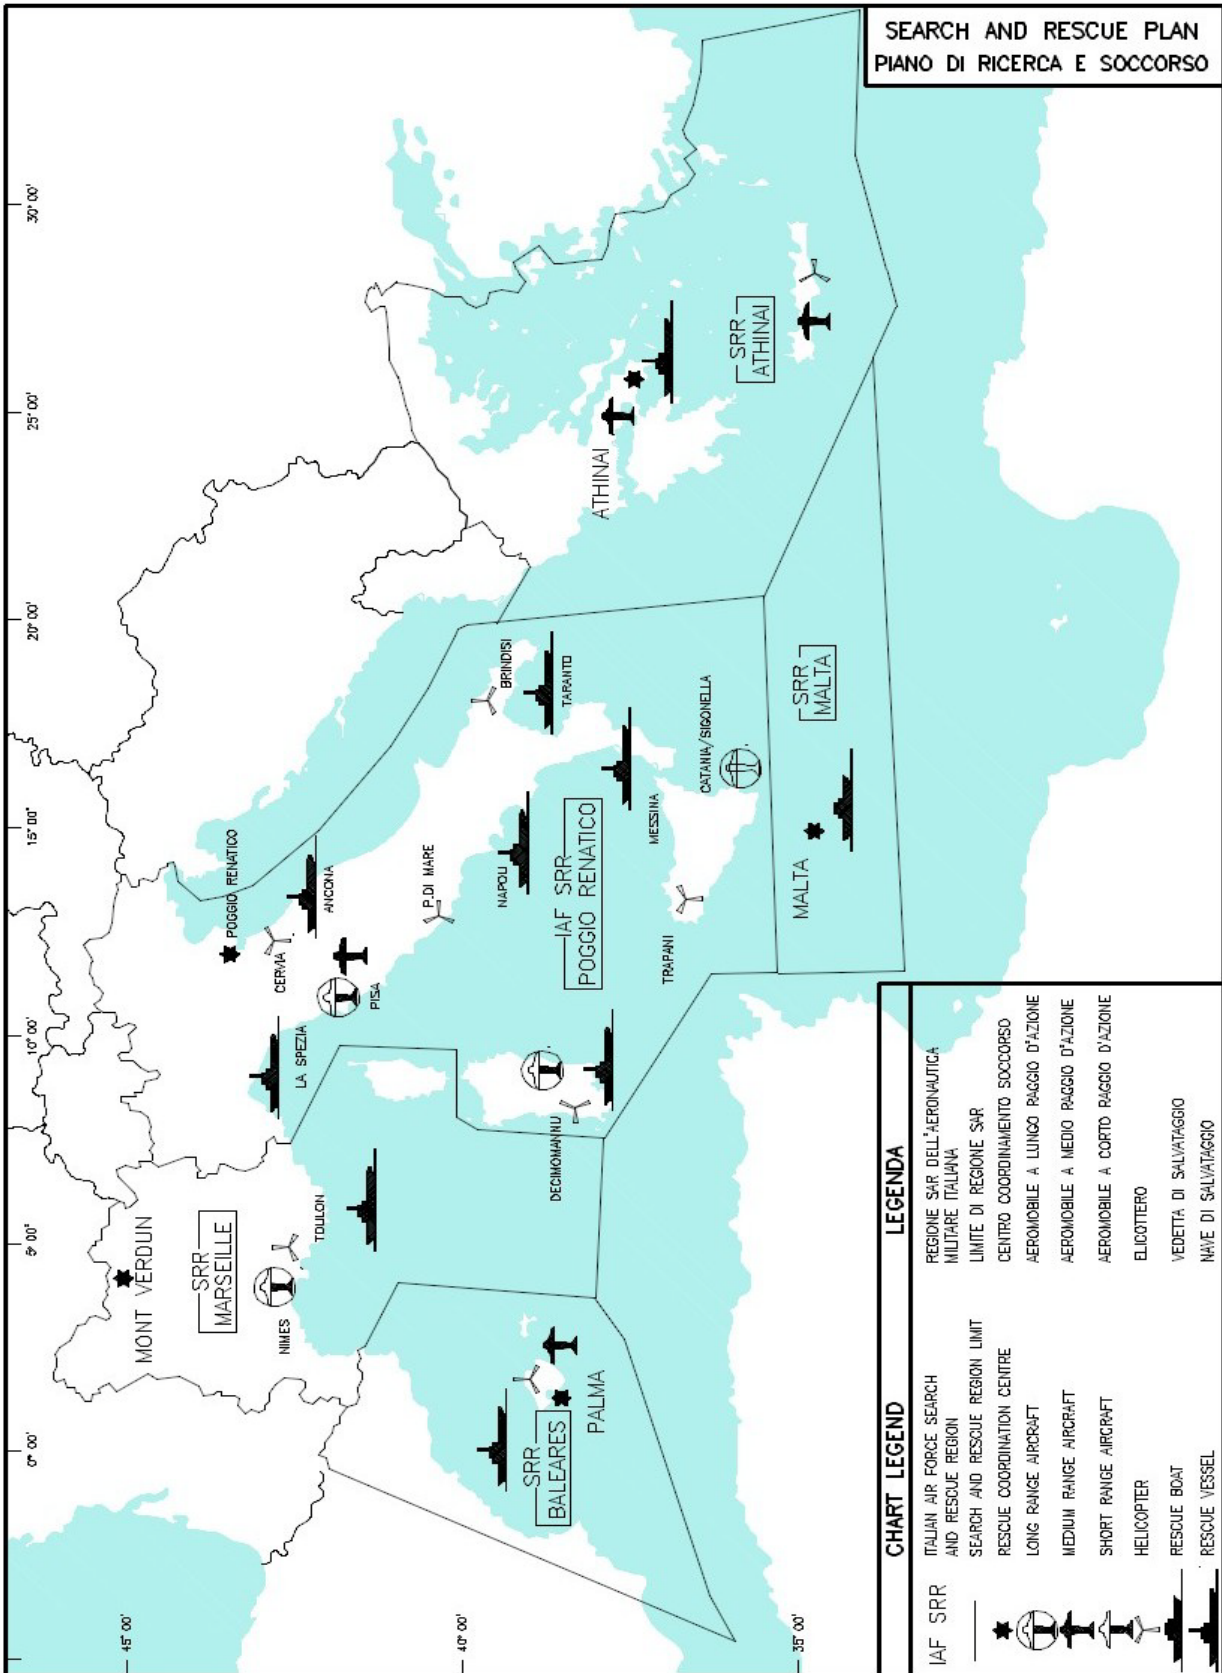 SEARCH AND RESCUE PLAN
PIANO DI RICERCA E SOCCORSO
30°00'
25°00'
20°00'
15°00'
10°00'
5°00'
0°00'
45°00'
40°00'
35°00'
MONT VERDUN
SRR
MARSEILLE
NIMES
TOULON
LA SPEZIA
PISA
CERVIA
POGGIO RENATICO
ANCONA
P.DI MARE
NAPOLI
IAF SRR
POGGIO RENATICO
BRINDISI
TARANTO
MESSINA
CATANIA/SIGONELLA
TRAPANI
DECIMOMANNU
SRR
BALEARES
PALMA
MALTA
SRR
MALTA
ATHINAI
SRR
ATHINAI
CHART LEGEND
LEGENDA
IAF SRR
ITALIAN AIR FORCE SEARCH
AND RESCUE REGION
REGIONE SAR DELL'AERONAUTICA
MILITARE ITALIANA
SEARCH AND RESCUE REGION LIMIT
LIMITE DI REGIONE SAR
RESCUE COORDINATION CENTRE
CENTRO COORDINAMENTO SOCCORSO
LONG RANGE AIRCRAFT
AEROMOBILE A LUNGO RAGGIO D'AZIONE
MEDIUM RANGE AIRCRAFT
AEROMOBILE A MEDIO RAGGIO D'AZIONE
SHORT RANGE AIRCRAFT
AEROMOBILE A CORTO RAGGIO D'AZIONE
HELICOPTER
ELICOTTERO
RESCUE BOAT
VEDETTA DI SALVATAGGIO
RESCUE VESSEL
NAVE DI SALVATAGGIO